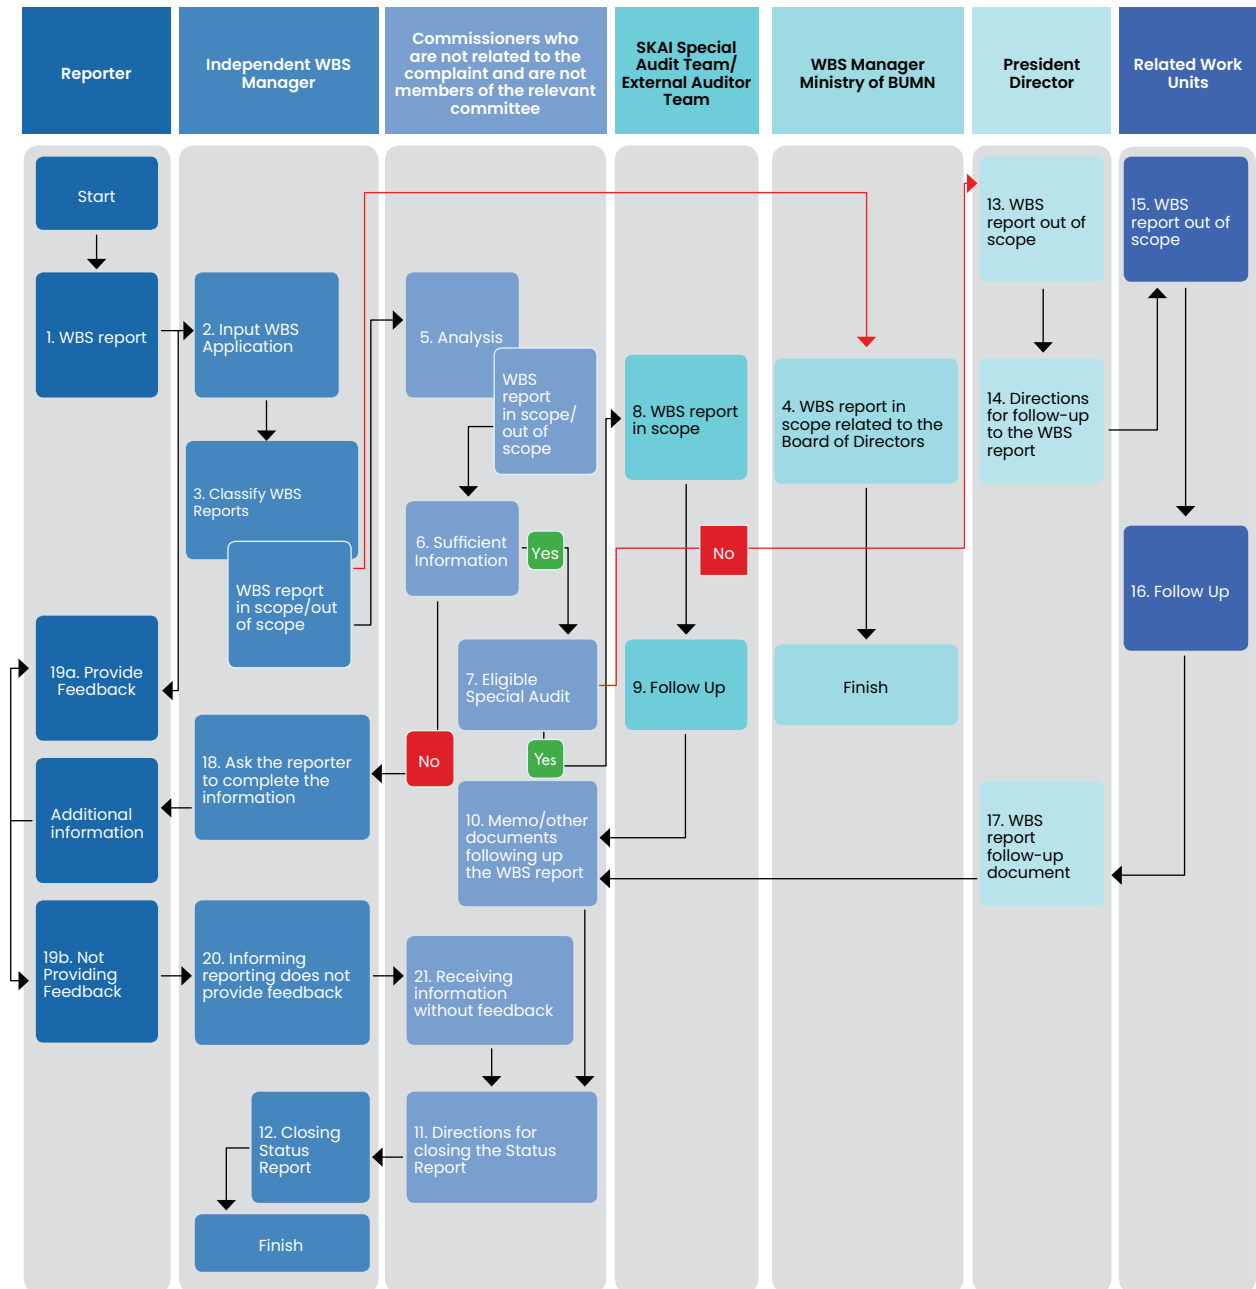 Reporter
Independent WBS
Manager
Commissioners who
are not related to the
complaint and are not
members of the relevant
committee
SKAI Special
Audit Team/
External Auditor
Team
WBS Manager
Ministry of BUMN
President
Director
Related Work
Units
Start
1. WBS report
19a. Provide
Feedback
Additional
information
19b. Not
Providing
Feedback
2. Input WBS
Application
3. Classify WBS
Reports
WBS report
in scope/out
of scope
18. Ask the reporter
to complete the
information
20. Informing
reporting does not
provide feedback
12. Closing
Status
Report
Finish
5. Analysis
WBS
report
in scope/
out of
scope
6. Sufficient
Information
Yes
7. Eligible
Special Audit
No
Yes
10. Memo/other
documents
following up
the WBS report
21. Receiving
information
without feedback
11. Directions for
closing the Status
Report
8. WBS report
in scope
9. Follow Up
No
4. WBS report in
scope related to the
Board of Directors
Finish
13. WBS
report out of
scope
14. Directions
for follow-up
to the WBS
report
17. WBS
report
follow-up
document
15. WBS
report out of
scope
16. Follow Up